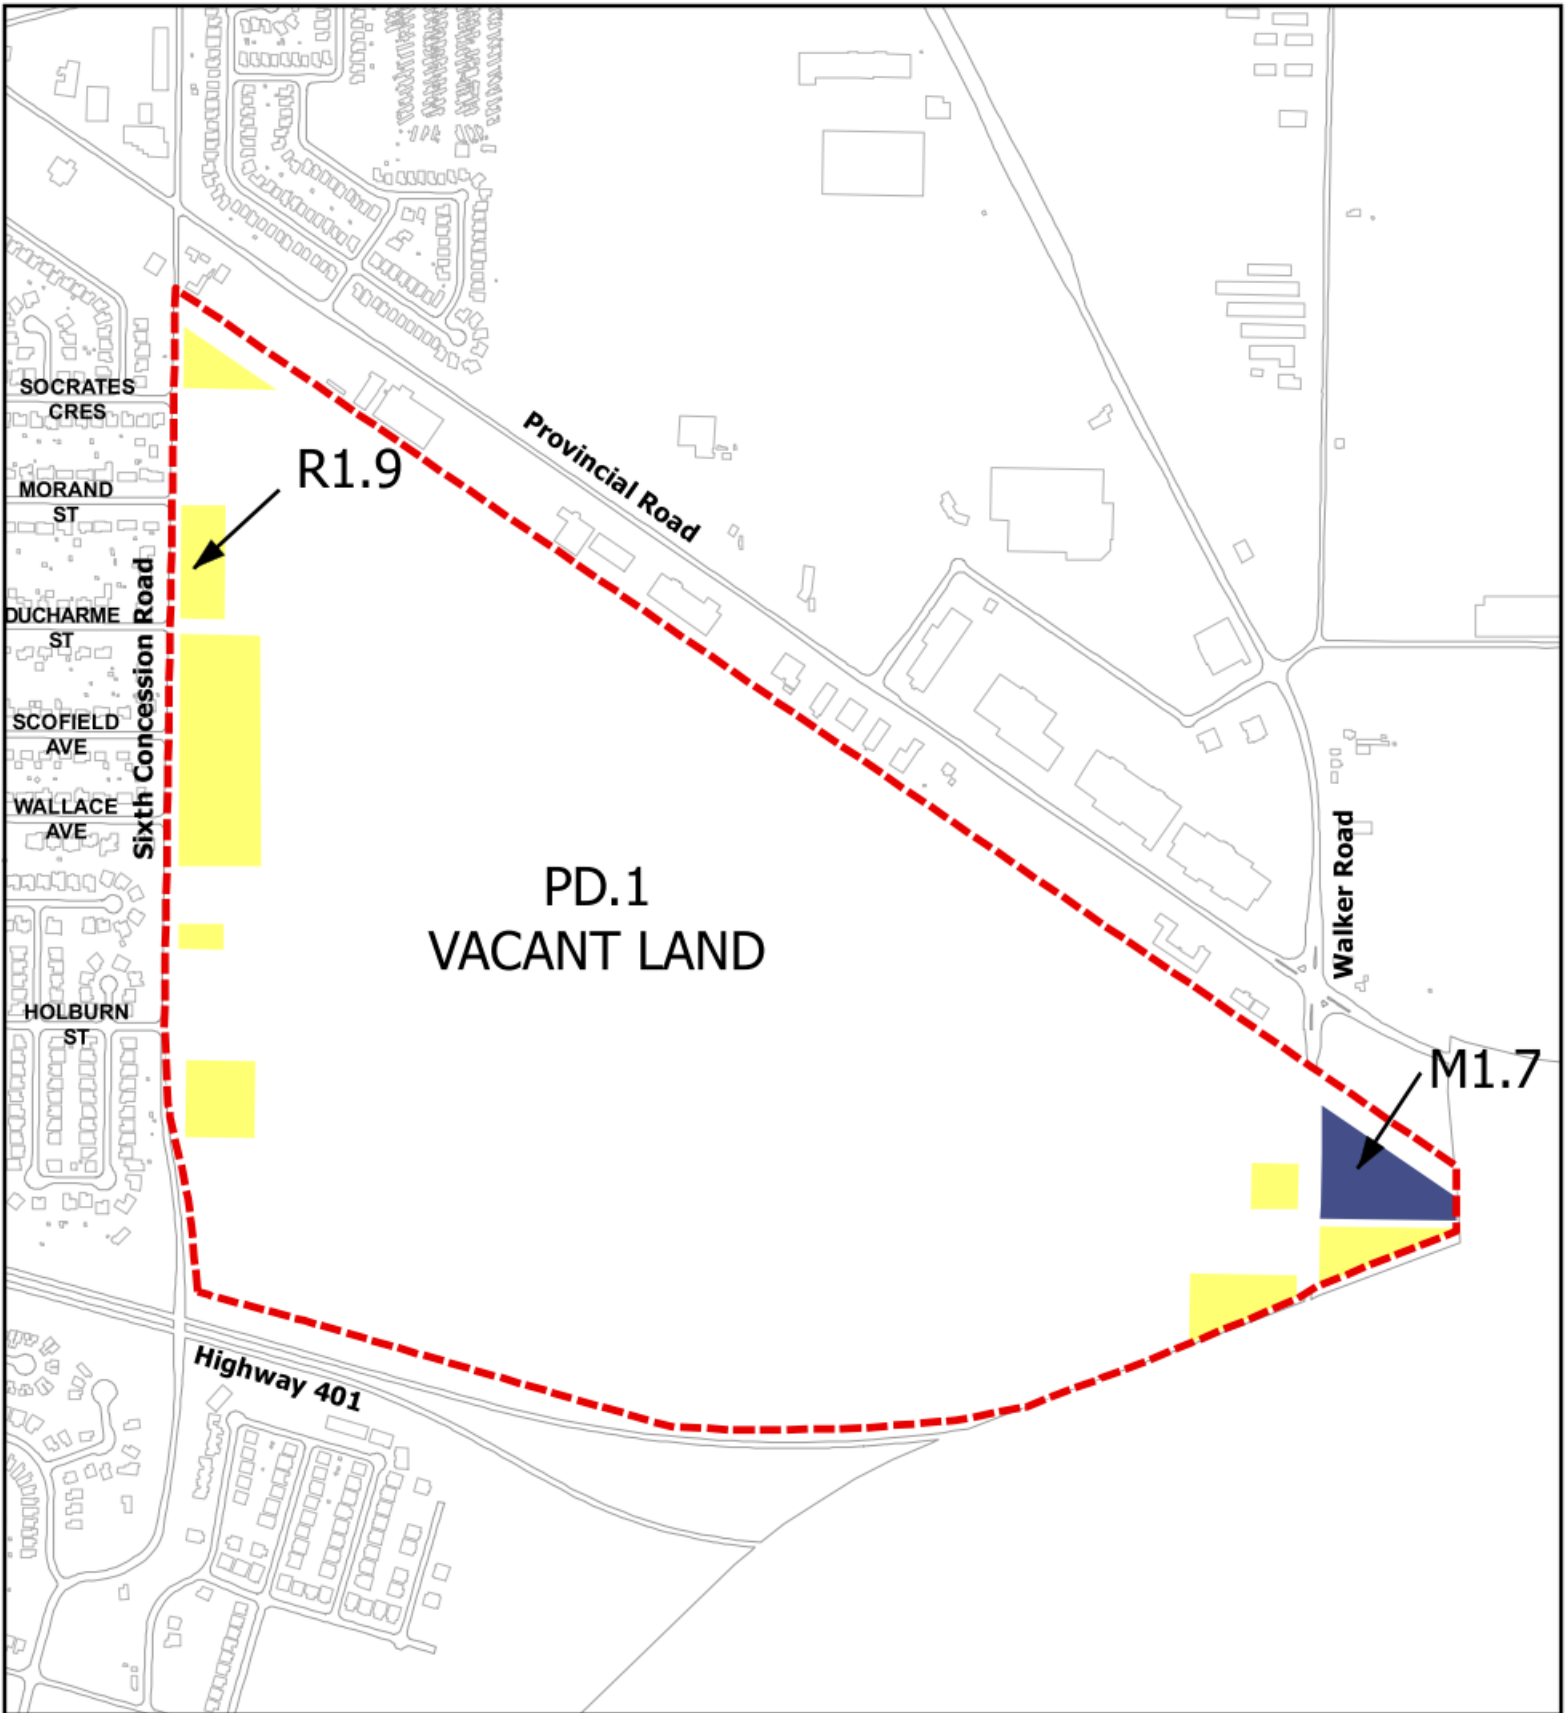 SOCRATES
CRES
Provincial Road
R1.9
MORAND
ST
DUCHARME
ST
Sixth Concession Road
SCOFIELD
AVE
WALLACE
AVE
Walker Road
PD.1
VACANT LAND
HOLBURN
ST
M1.7
Highway 401